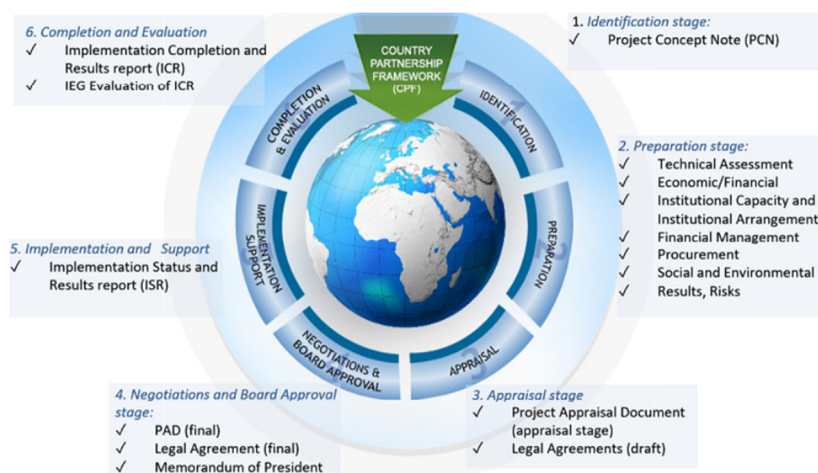 6. Completion and Evaluation
✓ Implementation Completion and
Results report (ICR)
✓ IEG Evaluation of ICR
COUNTRY
PARTNERSHIP
FRAMEWORK
(CPF)
1. Identification stage:
✓ Project Concept Note (PCN)
2. Preparation stage:
✓ Technical Assessment
✓ Economic/Financial
✓ Institutional Capacity and
Institutional Arrangement
✓ Financial Management
✓ Procurement
✓ Social and Environmental
✓ Results, Risks
5. Implementation and Support
✓ Implementation Status and
Results report (ISR)
4. Negotiations and Board Approval
stage:
✓ PAD (final)
✓ Legal Agreement (final)
✓ Memorandum of President
3. Appraisal stage
✓ Project Appraisal Document
(appraisal stage)
✓ Legal Agreements (draft)
1
IDENTIFICATION
2
PREPARATION
3
APPRAISAL
NEGOTIATIONS &
BOARD APPROVAL
IMPLEMENTATION
SUPPORT
COMPLETION
& EVALUATION